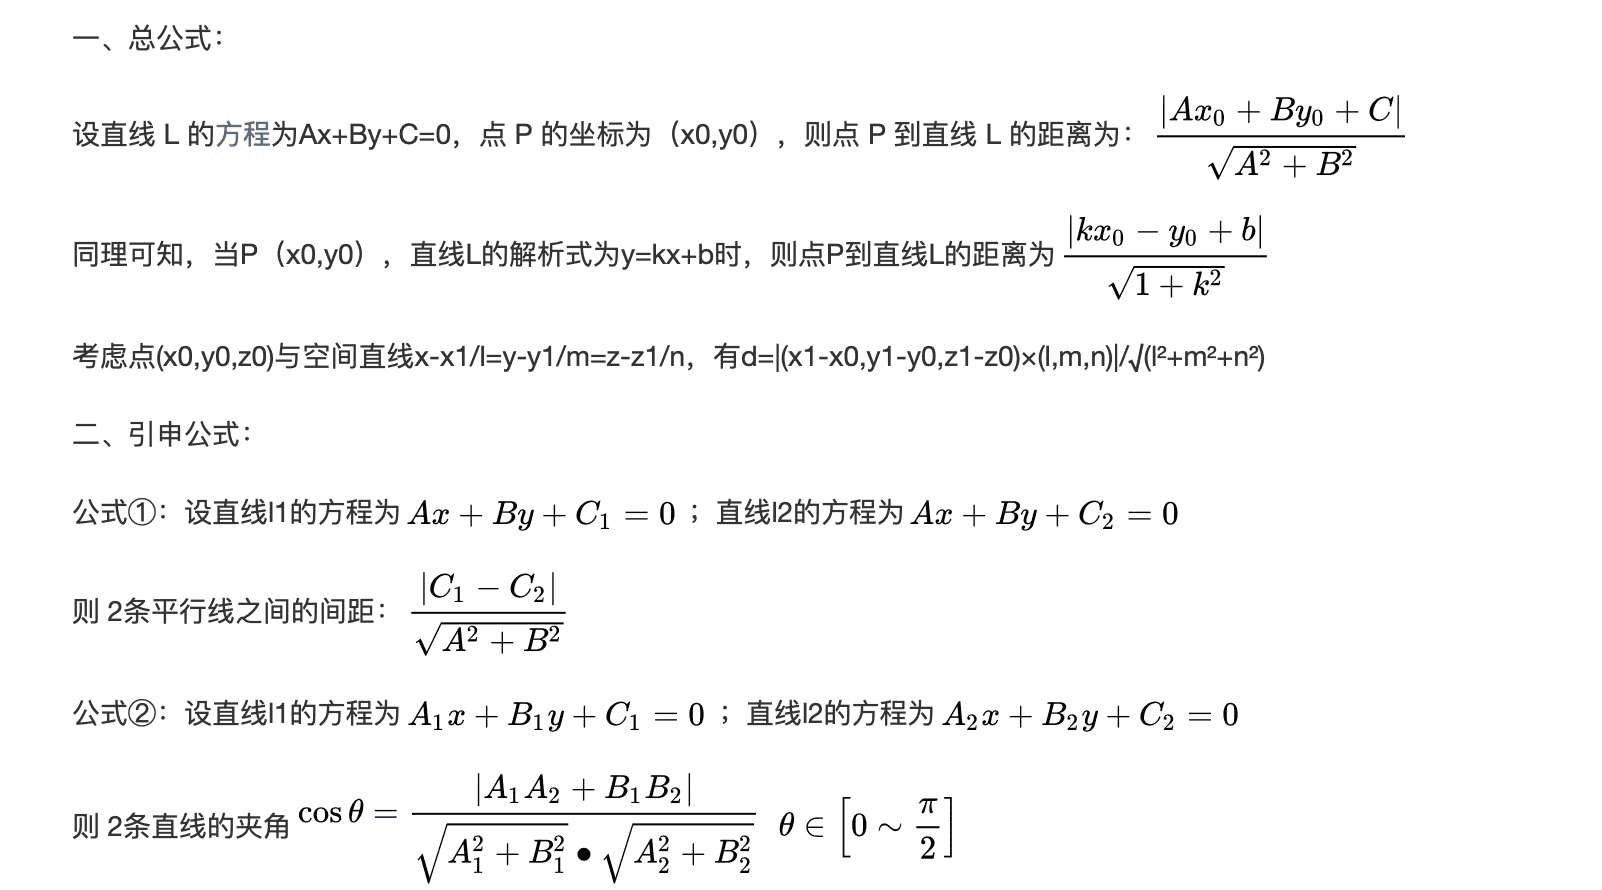 一、总公式：
设直线 L 的方程为Ax+By+C=0，点 P 的坐标为（x0,y0），则点 P 到直线 L 的距离为： $\frac{|Ax_0+By_0+C|}{\sqrt{A^2+B^2}}$
同理可知，当P（x0,y0），直线L的解析式为y=kx+b时，则点P到直线L的距离为 $\frac{|kx_0-y_0+b|}{\sqrt{1+k^2}}$
考虑点(x0,y0,z0)与空间直线x-x1/l=y-y1/m=z-z1/n，有d=|(x1-x0,y1-y0,z1-z0)×(l,m,n)|/√(l²+m²+n²)
二、引申公式：
公式①：设直线l1的方程为 $Ax+By+C_1=0$ ；直线l2的方程为 $Ax+By+C_2=0$
则 2条平行线之间的间距： $\frac{|C_1-C_2|}{\sqrt{A^2+B^2}}$
公式②：设直线l1的方程为 $A_1x+B_1y+C_1=0$ ；直线l2的方程为 $A_2x+B_2y+C_2=0$
则 2条直线的夹角 $\cos\theta=\frac{|A_1A_2+B_1B_2|}{\sqrt{A_1^2+B_1^2}\bullet\sqrt{A_2^2+B_2^2}}$ $\theta\in\left[0\sim\frac{\pi}{2}\right]$